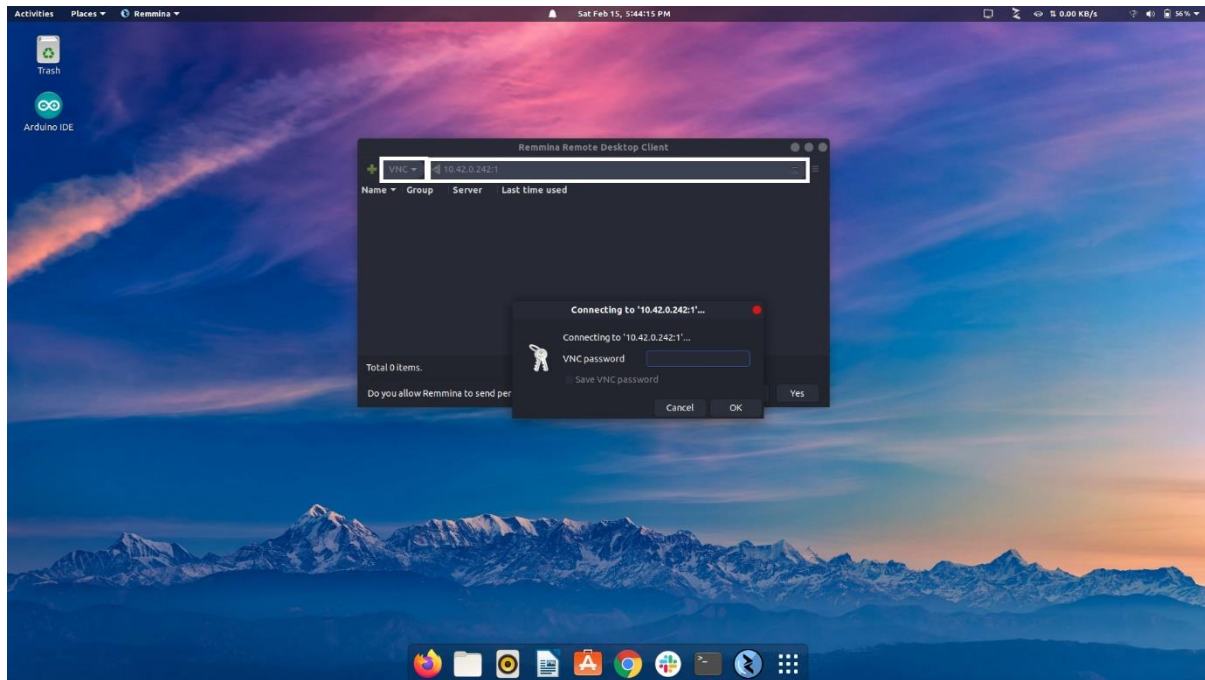 Activities Places Remmina Sat Feb 15, 5:44:15 PM 0.00 KB/s 56%
Trash
Arduino IDE
Remmina Remote Desktop Client
VNC 10.42.0.242:1
Name Group Server Last time used
Connecting to '10.42.0.242:1'...
Connecting to '10.42.0.242:1'...
VNC password
Save VNC password
Cancel OK
Total 0 items.
Do you allow Remmina to send per Yes